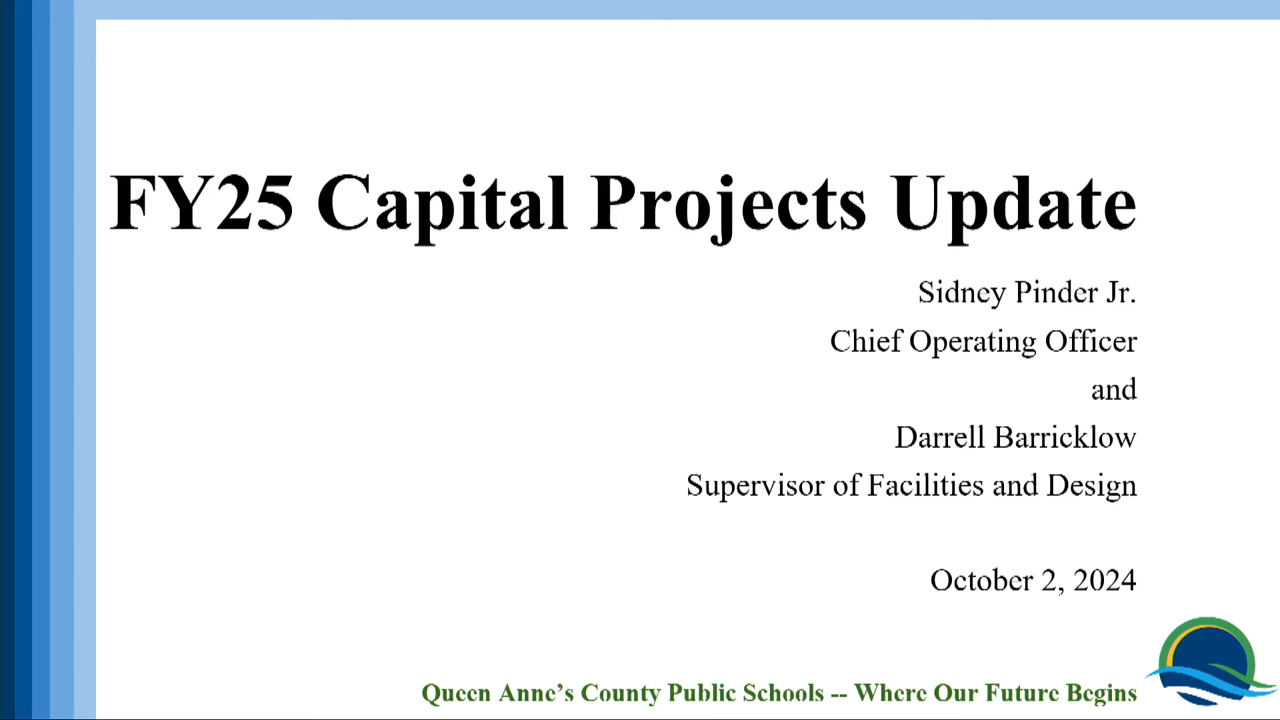 FY25 Capital Projects Update
Sidney Pinder Jr.
Chief Operating Officer
and
Darrell Barricklow
Supervisor of Facilities and Design
October 2, 2024
Queen Anne's County Public Schools -- Where Our Future Begins